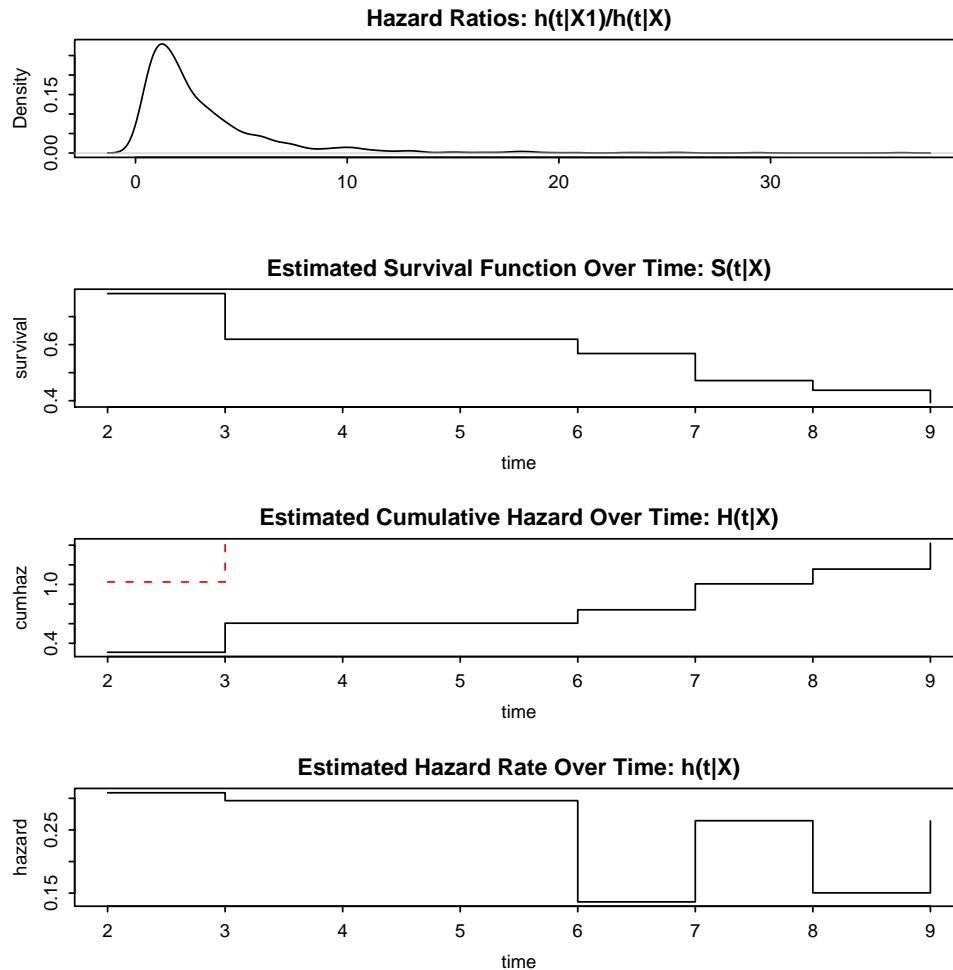 Hazard Ratios: h(t|X1)/h(t|X)
Density
0.00 0.15
0 10 20 30
Estimated Survival Function Over Time: S(t|X)
survival
0.4 0.6
2 3 4 5 6 7 8 9
time
Estimated Cumulative Hazard Over Time: H(t|X)
cumhaz
0.4 1.0
2 3 4 5 6 7 8 9
time
Estimated Hazard Rate Over Time: h(t|X)
hazard
0.15 0.25
2 3 4 5 6 7 8 9
time